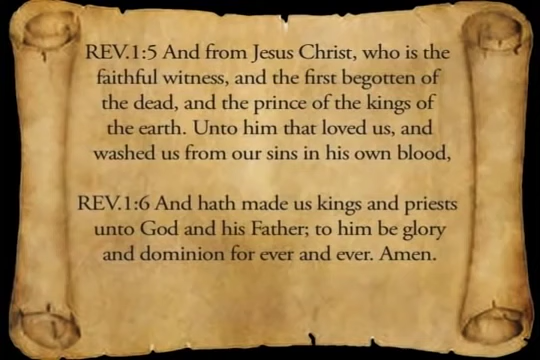 REV.1:5 And from Jesus Christ, who is the
faithful witness, and the first begotten of
the dead, and the prince of the kings of
the earth. Unto him that loved us, and
washed us from our sins in his own blood,
REV.1:6 And hath made us kings and priests
unto God and his Father; to him be glory
and dominion for ever and ever. Amen.